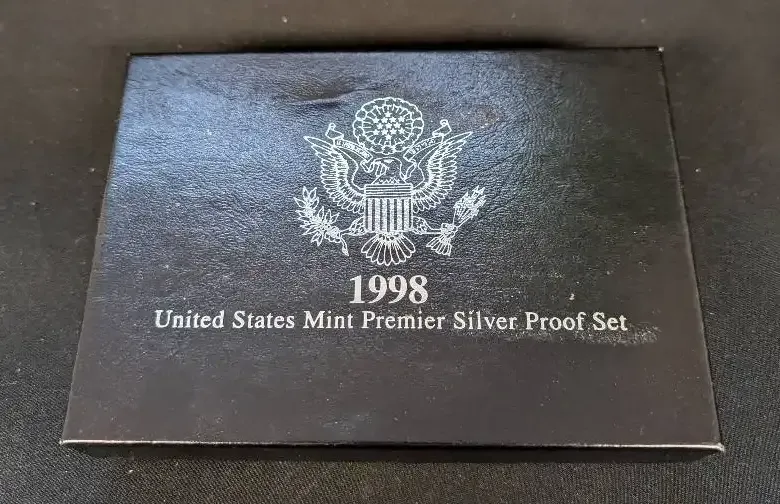 1998
United States Mint Premier Silver Proof Set